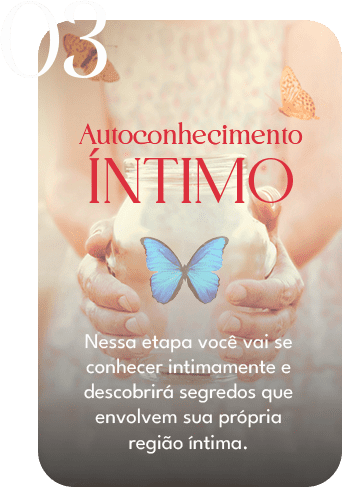 03
Autoconhecimento
ÍNTIMO
Nessa etapa você vai se
conhecer intimamente e
descobrirá segredos que
envolvem sua própria
região íntima.